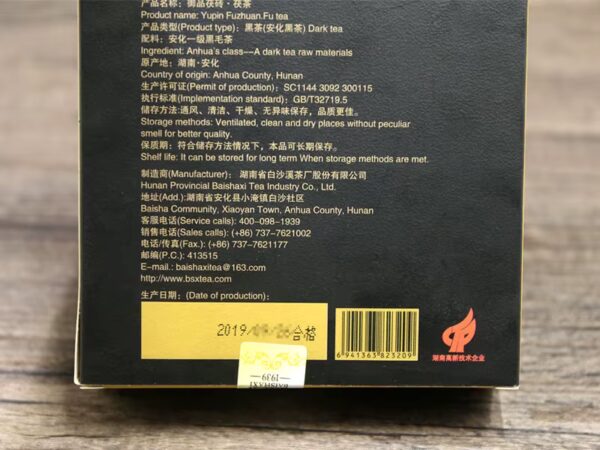 产品名称：御品茯砖·茯茶
Product name: Yupin Fuzhuan.Fu tea
产品类型(Product type)：黑茶(安化黑茶) Dark tea
配料：安化一级黑毛茶
Ingredient: Anhua's class---A dark tea raw materials
原产地：湖南·安化
Country of origin: Anhua County, Hunan
生产许可证(Permit of production)：SC1144 3092 300115
执行标准(Implementation standard)：GB/T32719.5
储存方法:通风、清洁、干燥、无异味保存，品质更佳。
Storage methods: Ventilated, clean and dry places without peculiar
smell for better quality.
保质期：符合储存方法情况下，本品可长期保存。
Shelf life: It can be stored for long term When storage methods are met.
制造商(Manufacturer)：湖南省白沙溪茶厂股份有限公司
Hunan Provincial Baishaxi Tea Industry Co., Ltd.
地址(Add.):湖南省安化县小淹镇白沙社区
Baisha Community, Xiaoyan Town, Anhua County, Hunan
客服电话(Service calls): 400-098-1939
销售电话(Sales calls): (+86) 737-7621002
电话/传真(Fax.): (+86) 737-7621177
邮编(P.C.): 413515
E-mail.: baishaxitea@163.com
http://www.bsxtea.com
生产日期：(Date of production):
2019/ 合格
6 941363 823209
湖南高新技术企业
BAISHAXI
1939